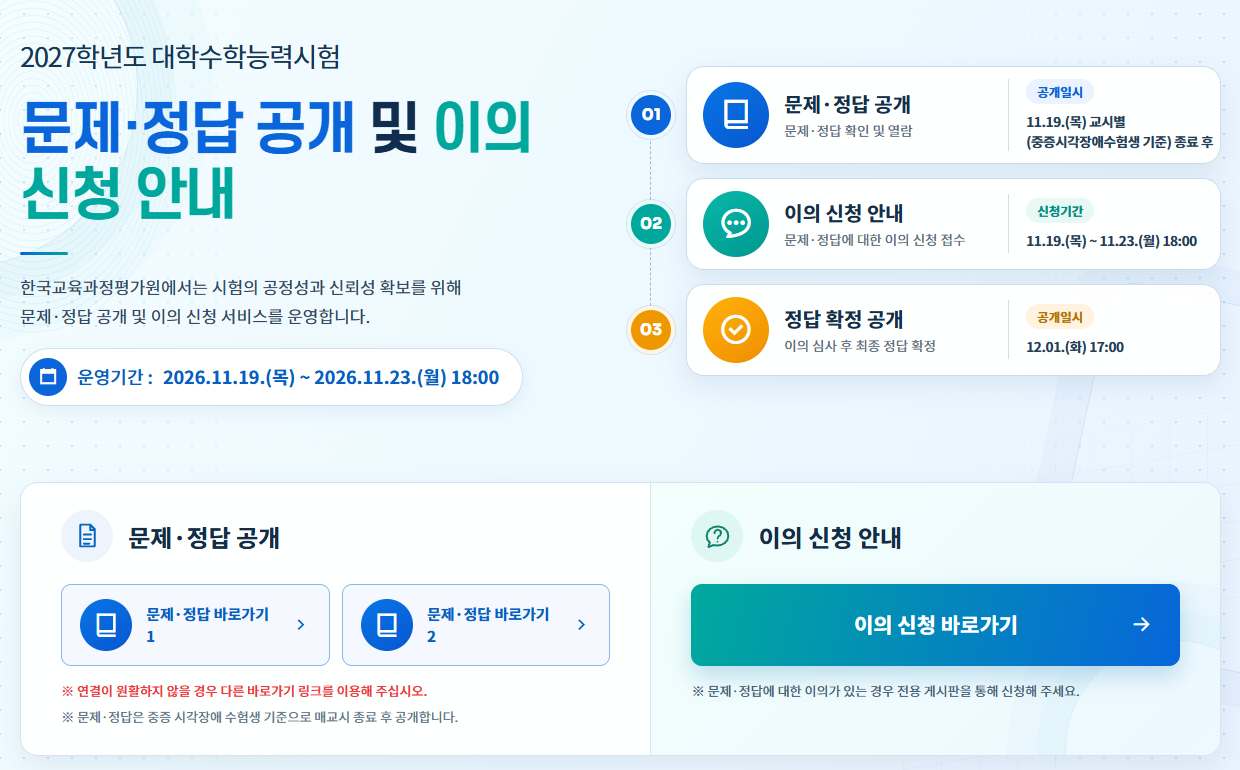 2027학년도 대학수학능력시험
문제·정답 공개 및 이의
신청 안내
한국교육과정평가원에서는 시험의 공정성과 신뢰성 확보를 위해
문제·정답 공개 및 이의 신청 서비스를 운영합니다.
운영기간 : 2026.11.19.(목) ~ 2026.11.23.(월) 18:00
01
문제·정답 공개
문제·정답 확인 및 열람
공개일시
11.19.(목) 교시별
(중증시각장애수험생 기준) 종료 후
02
이의 신청 안내
문제·정답에 대한 이의 신청 접수
신청기간
11.19.(목) ~ 11.23.(월) 18:00
03
정답 확정 공개
이의 심사 후 최종 정답 확정
공개일시
12.01.(화) 17:00
문제·정답 공개
문제·정답 바로가기
1
문제·정답 바로가기
2
※ 연결이 원활하지 않을 경우 다른 바로가기 링크를 이용해 주십시오.
※ 문제·정답은 중증 시각장애 수험생 기준으로 매교시 종료 후 공개합니다.
이의 신청 안내
이의 신청 바로가기
※ 문제·정답에 대한 이의가 있는 경우 전용 게시판을 통해 신청해 주세요.